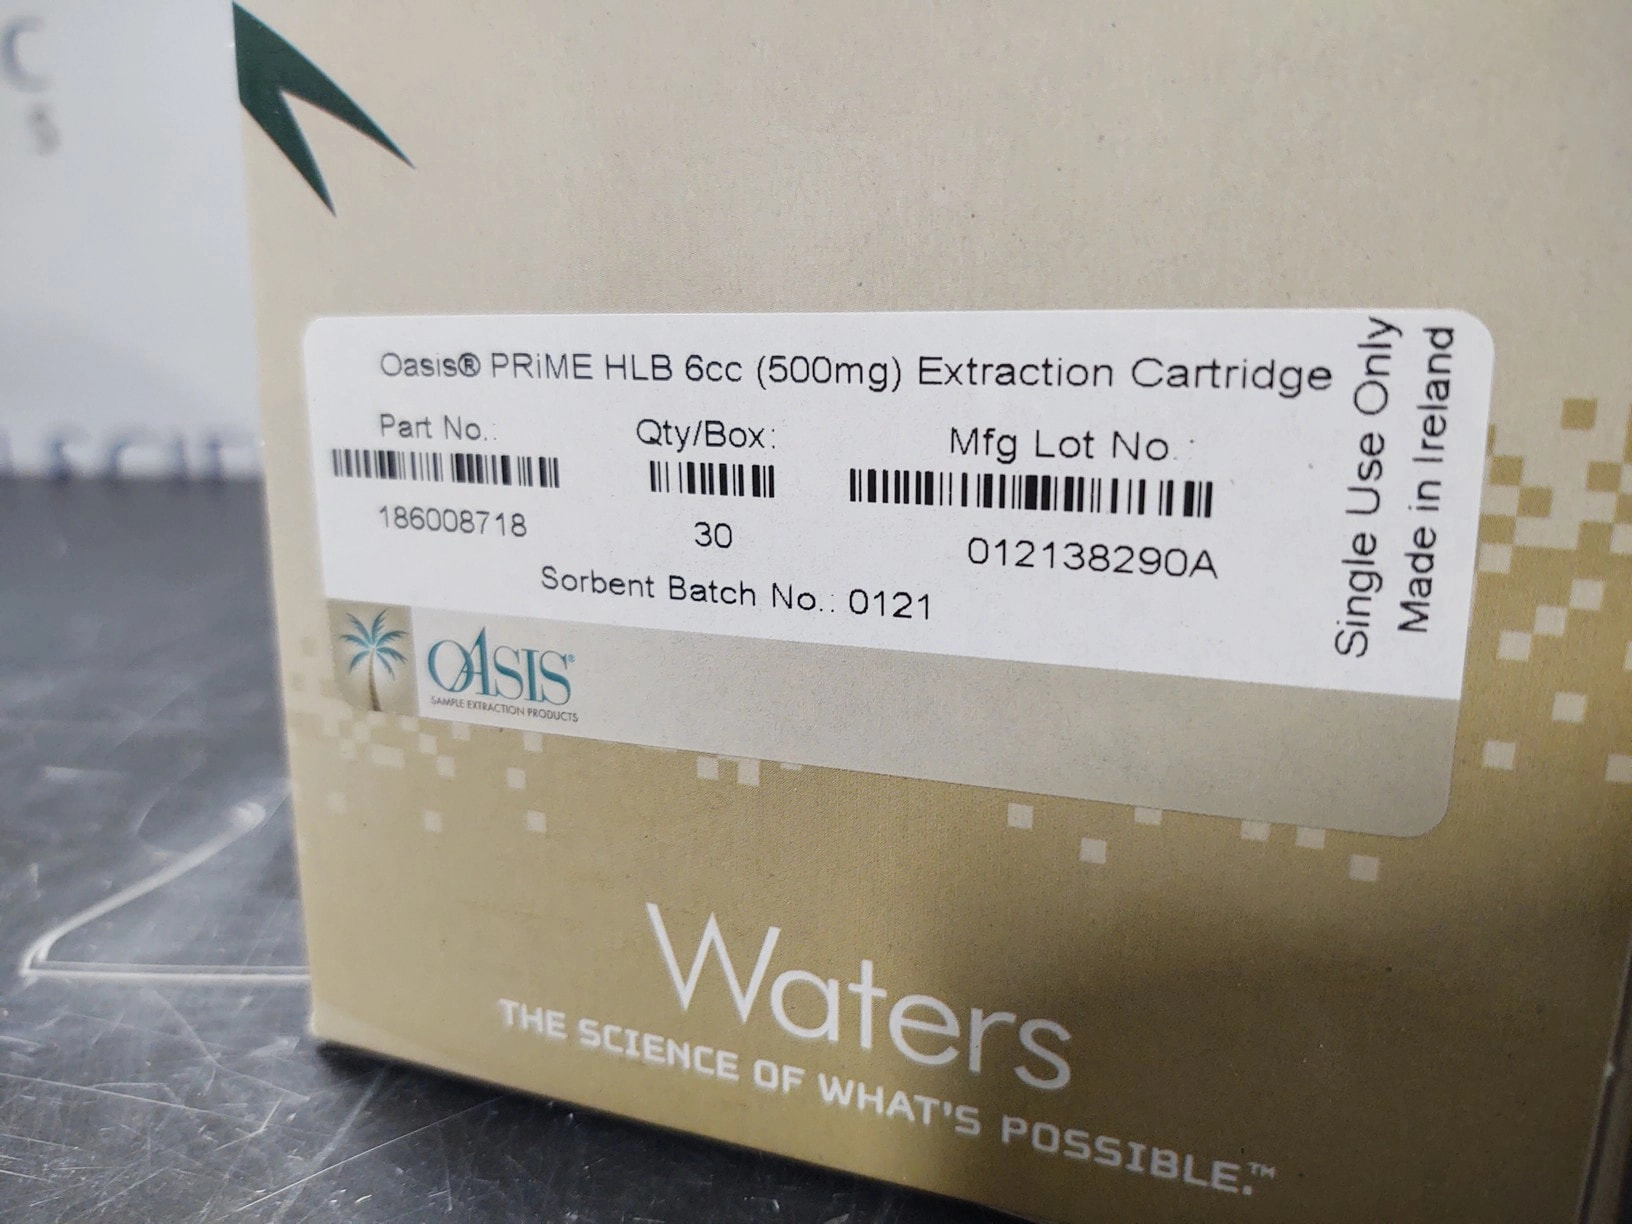 Oasis® PRiME HLB 6cc (500mg) Extraction Cartridge
Part No.:
Qty/Box:
Mfg Lot No.:
186008718
30
012138290A
Sorbent Batch No.: 0121
Single Use Only
Made in Ireland
OASIS®
SAMPLE EXTRACTION PRODUCTS
Waters
THE SCIENCE OF WHAT'S POSSIBLE.™